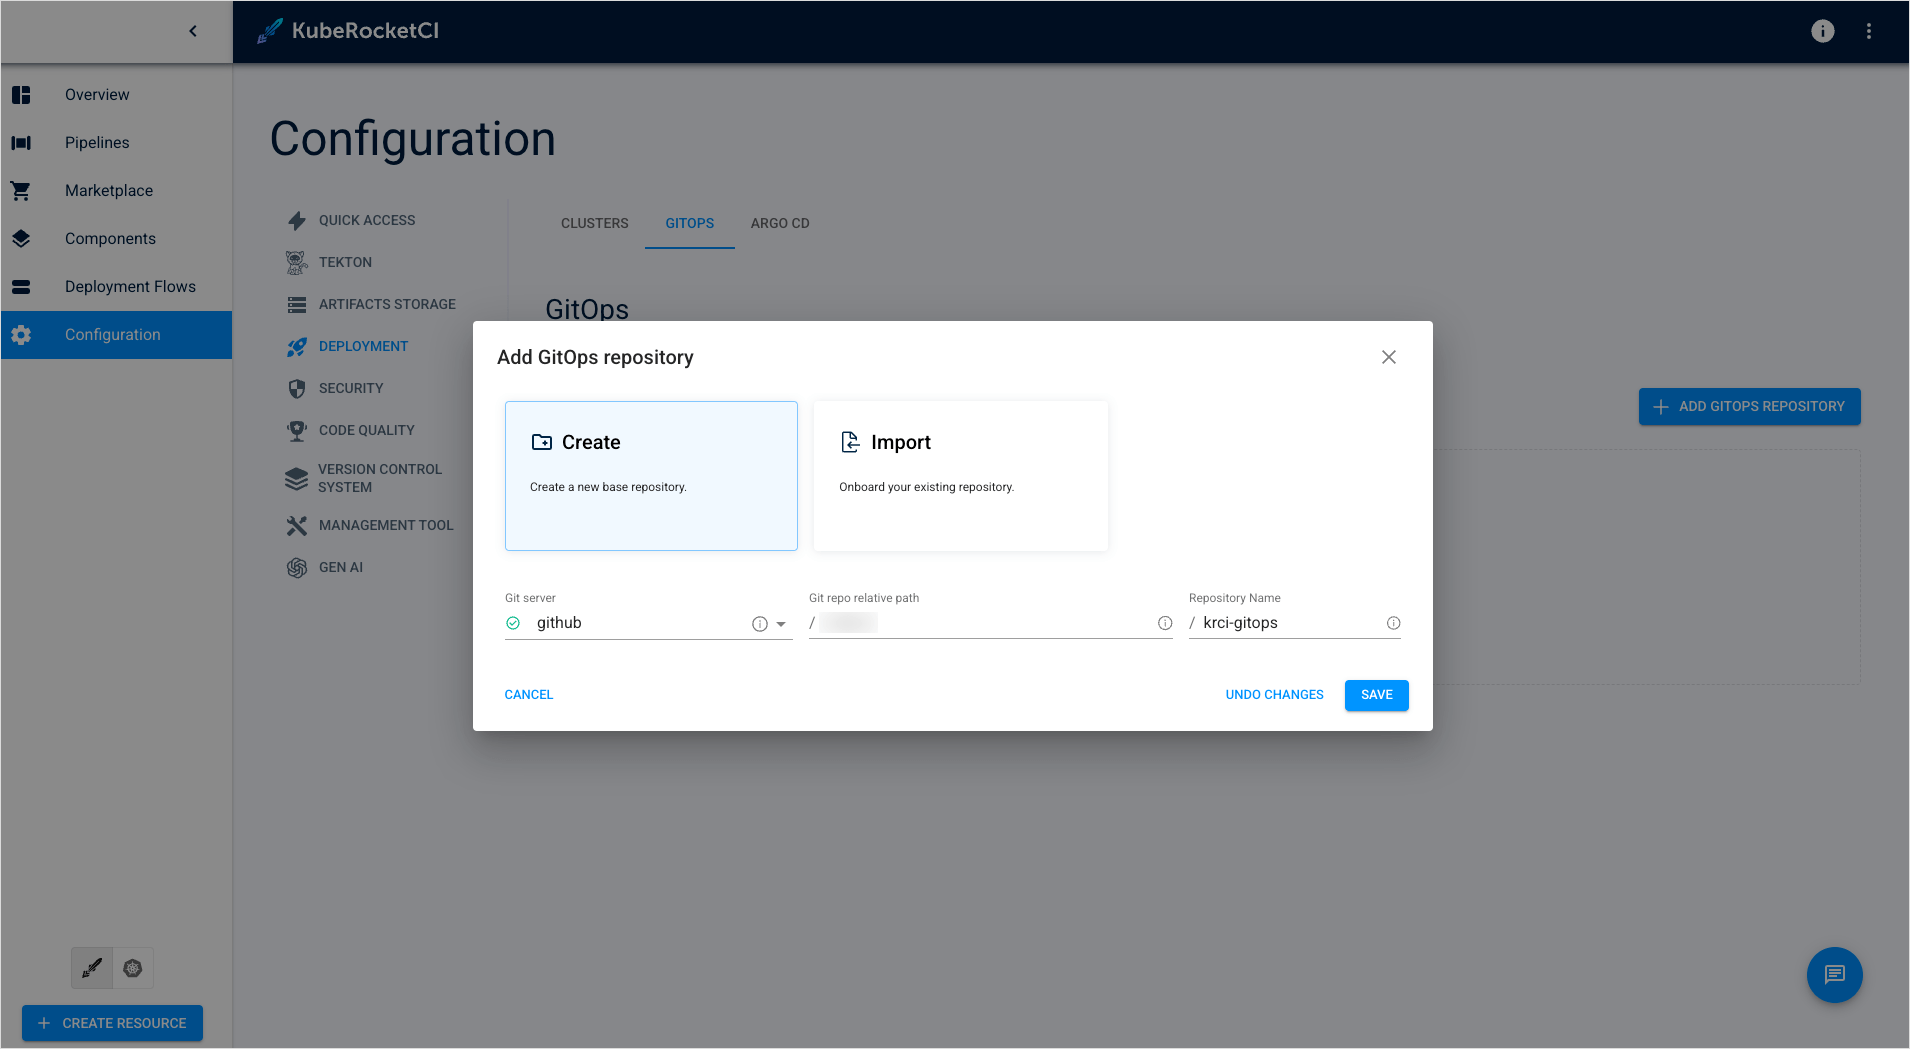 KubeRocketCI
Overview
Pipelines
Marketplace
Components
Deployment Flows
Configuration
CREATE RESOURCE
Configuration
QUICK ACCESS
TEKTON
ARTIFACTS STORAGE
DEPLOYMENT
SECURITY
CODE QUALITY
VERSION CONTROL
SYSTEM
MANAGEMENT TOOL
GEN AI
CLUSTERS GITOPS ARGO CD
GitOps
ADD GITOPS REPOSITORY
Add GitOps repository
Create
Create a new base repository.
Import
Onboard your existing repository.
Git server
github
Git repo relative path
/
Repository Name
/ krci-gitops
CANCEL UNDO CHANGES SAVE